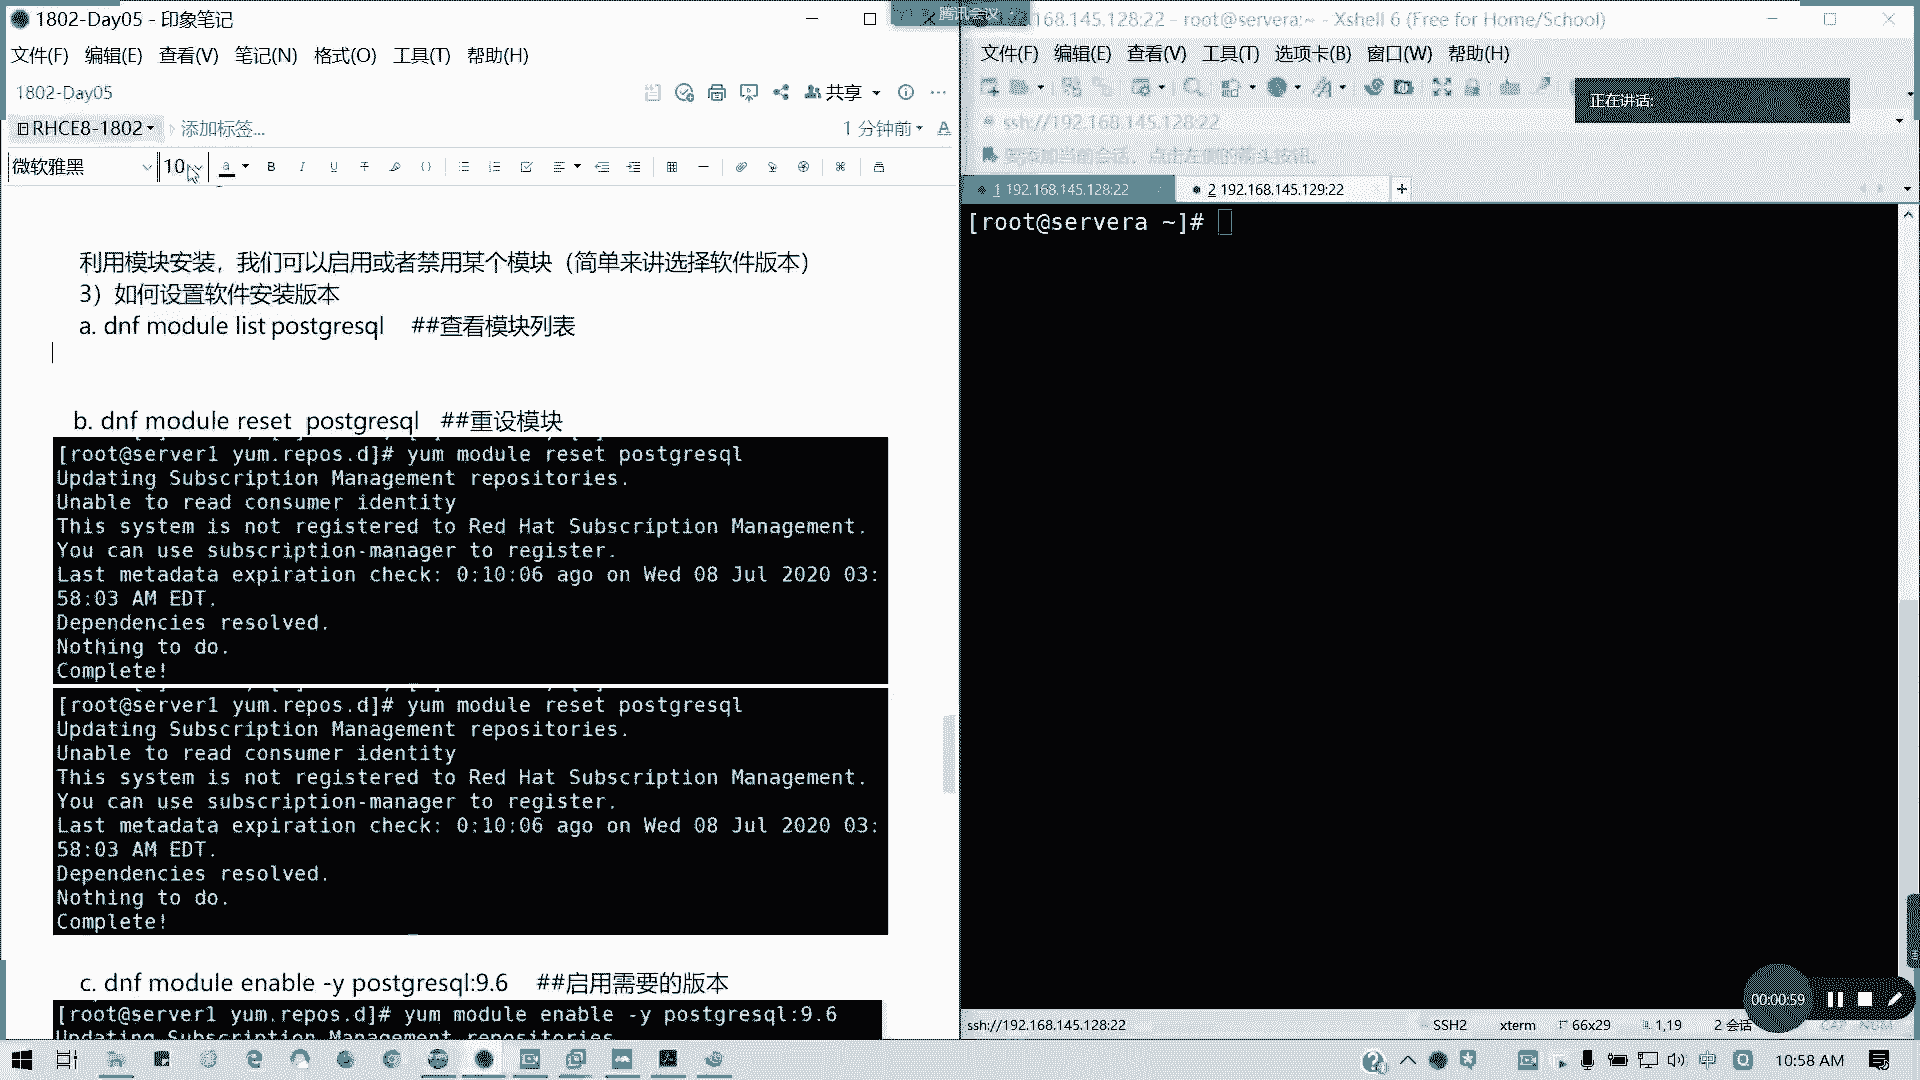 1802-Day05 - 印象笔记
文件(F) 编辑(E) 查看(V) 笔记(N) 格式(O) 工具(T) 帮助(H)
1802-Day05
共享
RHCE8-1802
添加标签...
1 分钟前
微软雅黑
10
利用模块安装，我们可以启用或者禁用某个模块（简单来讲选择软件版本）
3）如何设置软件安装版本
a. dnf module list postgresql ##查看模块列表
b. dnf module reset postgresql ##重设模块
[root@server1 yum.repos.d]# yum module reset postgresql
Updating Subscription Management repositories.
Unable to read consumer identity
This system is not registered to Red Hat Subscription Management.
You can use subscription-manager to register.
Last metadata expiration check: 0:10:06 ago on Wed 08 Jul 2020 03:
58:03 AM EDT.
Dependencies resolved.
Nothing to do.
Complete!
[root@server1 yum.repos.d]# yum module reset postgresql
Updating Subscription Management repositories.
Unable to read consumer identity
This system is not registered to Red Hat Subscription Management.
You can use subscription-manager to register.
Last metadata expiration check: 0:10:06 ago on Wed 08 Jul 2020 03:
58:03 AM EDT.
Dependencies resolved.
Nothing to do.
Complete!
c. dnf module enable -y postgresql:9.6 ##启用需要的版本
[root@server1 yum.repos.d]# yum module enable -y postgresql:9.6
Updating Subscription Management repositories
腾讯会议
168.145.128:22 - root@servera:~ - Xshell 6 (Free for Home/School)
文件(F) 编辑(E) 查看(V) 工具(T) 选项卡(B) 窗口(W) 帮助(H)
正在讲话:
ssh://192.168.145.128:22
要添加当前会话，点击左侧的箭头按钮。
1 192.168.145.128:22
2 192.168.145.129:22
[root@servera ~]#
00:00:59
ssh://192.168.145.128:22
SSH2
xterm
66x29
1,19
2 会话
CAP NUM
中
10:58 AM